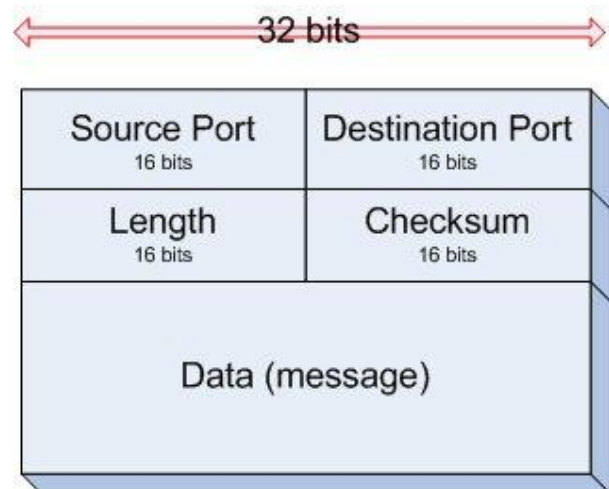 32 bits
Source Port
16 bits
Destination Port
16 bits
Length
16 bits
Checksum
16 bits
Data (message)